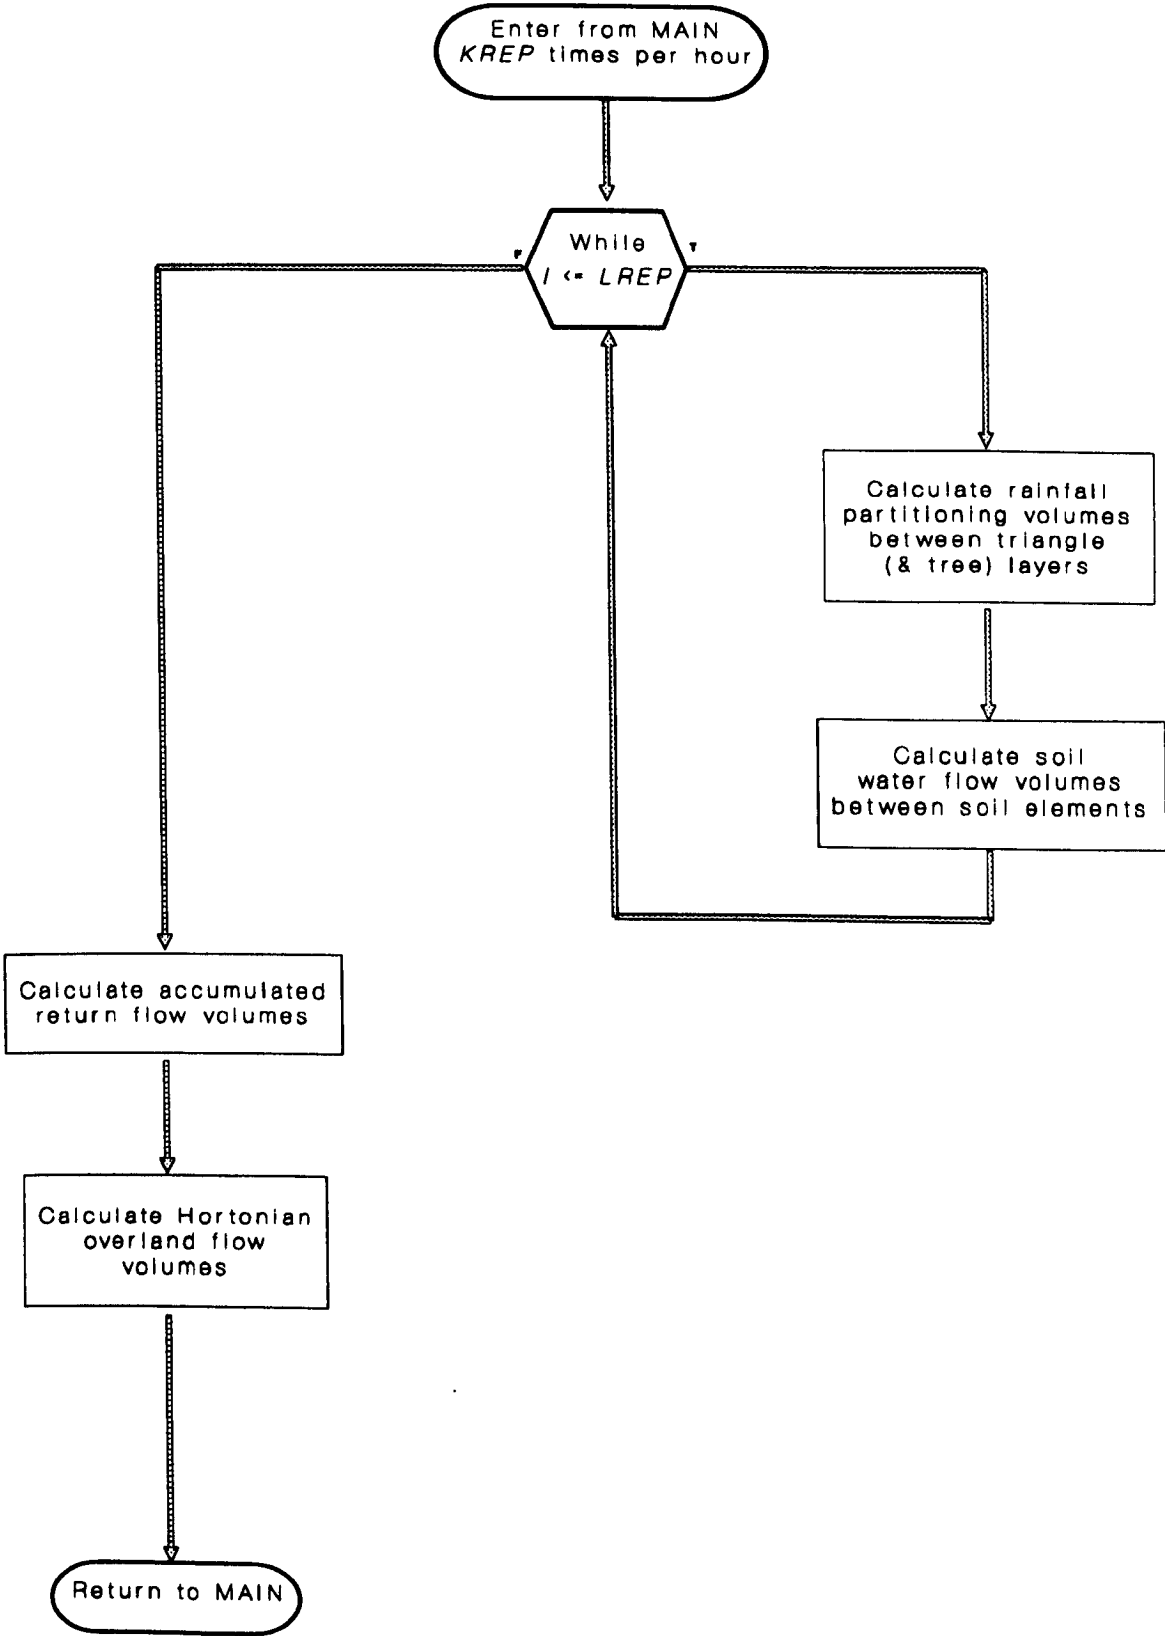 Enter from MAIN
KREP times per hour
While
I <= LREP
F
T
Calculate rainfall
partitioning volumes
between triangle
(& tree) layers
Calculate soil
water flow volumes
between soil elements
Calculate accumulated
return flow volumes
Calculate Hortonian
overland flow
volumes
Return to MAIN